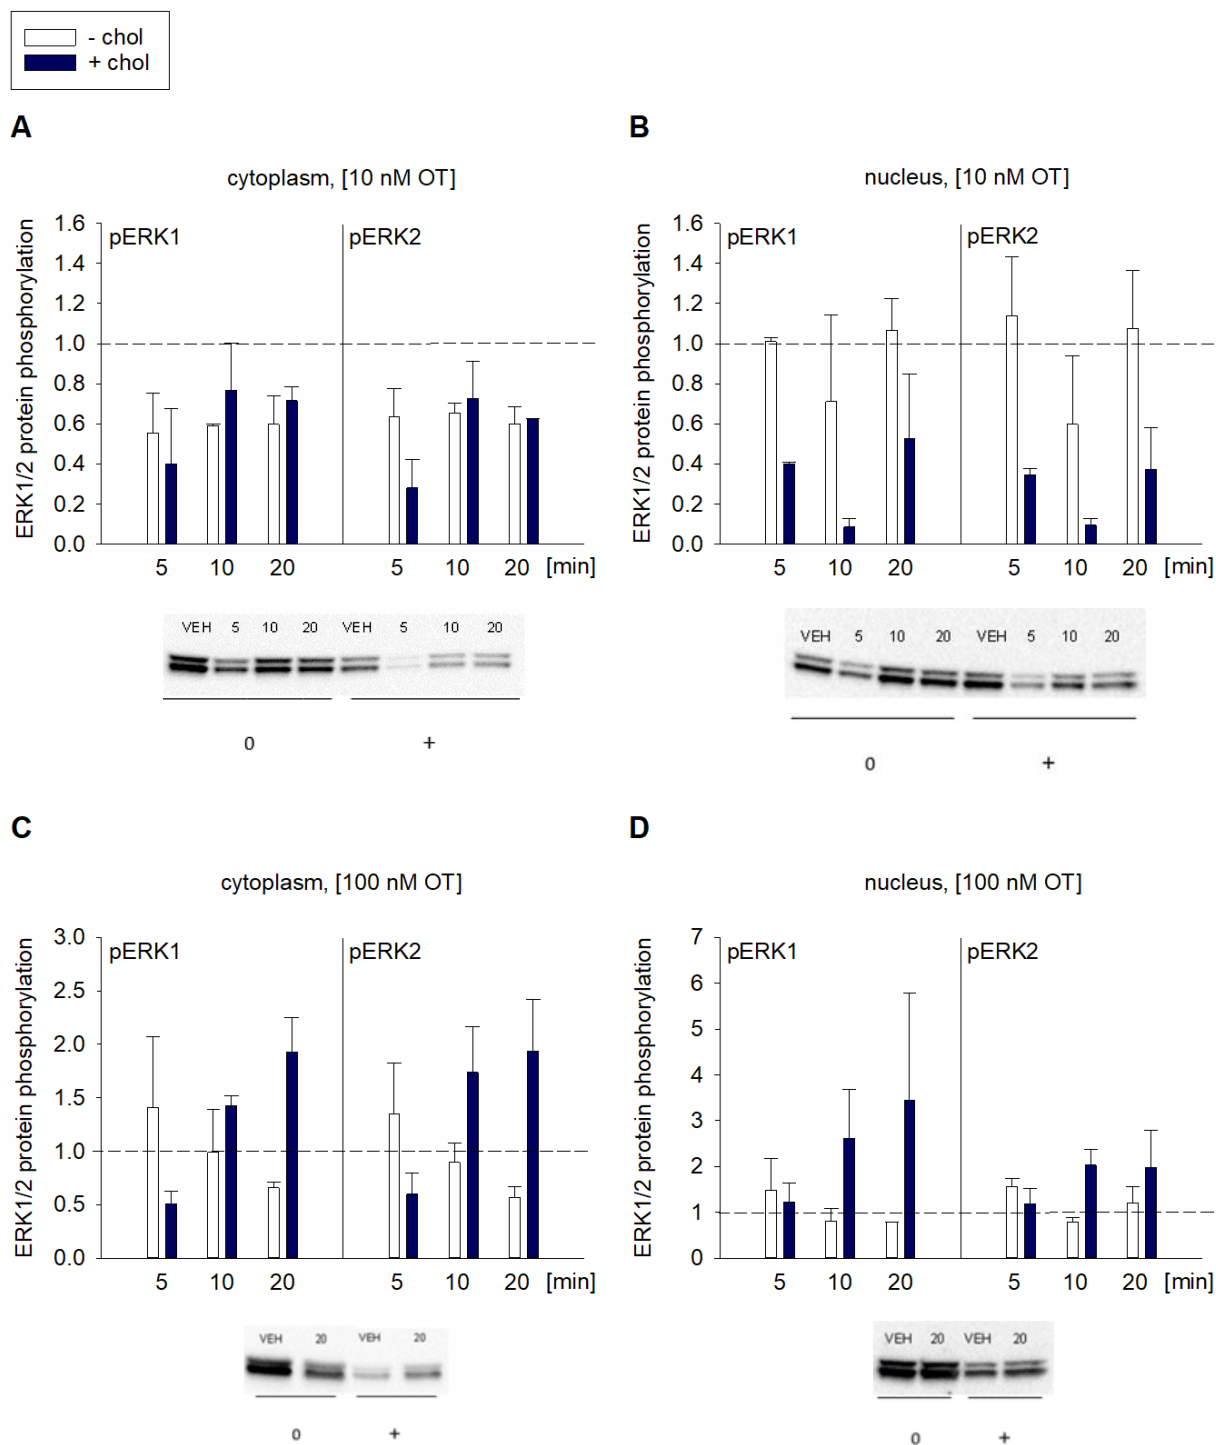 - chol
+ chol
A
cytoplasm, [10 nM OT]
ERK1/2 protein phosphorylation
1.6
1.4
1.2
1.0
0.8
0.6
0.4
0.2
0.0
pERK1
pERK2
5 10 20 5 10 20 [min]
VEH 5 10 20 VEH 5 10 20
0 +
B
nucleus, [10 nM OT]
ERK1/2 protein phosphorylation
1.6
1.4
1.2
1.0
0.8
0.6
0.4
0.2
0.0
pERK1
pERK2
5 10 20 5 10 20 [min]
VEH 5 10 20 VEH 5 10 20
0 +
C
cytoplasm, [100 nM OT]
ERK1/2 protein phosphorylation
3.0
2.5
2.0
1.5
1.0
0.5
0.0
pERK1
pERK2
5 10 20 5 10 20 [min]
VEH 20 VEH 20
0 +
D
nucleus, [100 nM OT]
ERK1/2 protein phosphorylation
7
6
5
4
3
2
1
0
pERK1
pERK2
5 10 20 5 10 20 [min]
VEH 20 VEH 20
0 +